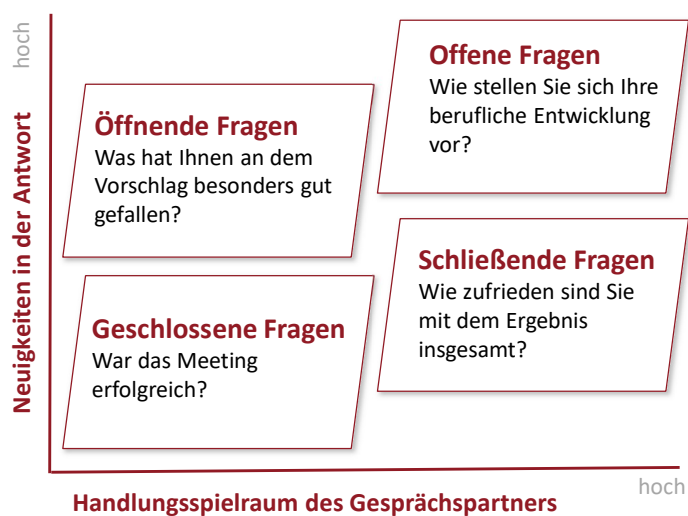 hoch
Neuigkeiten in der Antwort
Öffnende Fragen
Was hat Ihnen an dem
Vorschlag besonders gut
gefallen?
Offene Fragen
Wie stellen Sie sich Ihre
berufliche Entwicklung
vor?
Geschlossene Fragen
War das Meeting
erfolgreich?
Schließende Fragen
Wie zufrieden sind Sie
mit dem Ergebnis
insgesamt?
Handlungsspielraum des Gesprächspartners
hoch